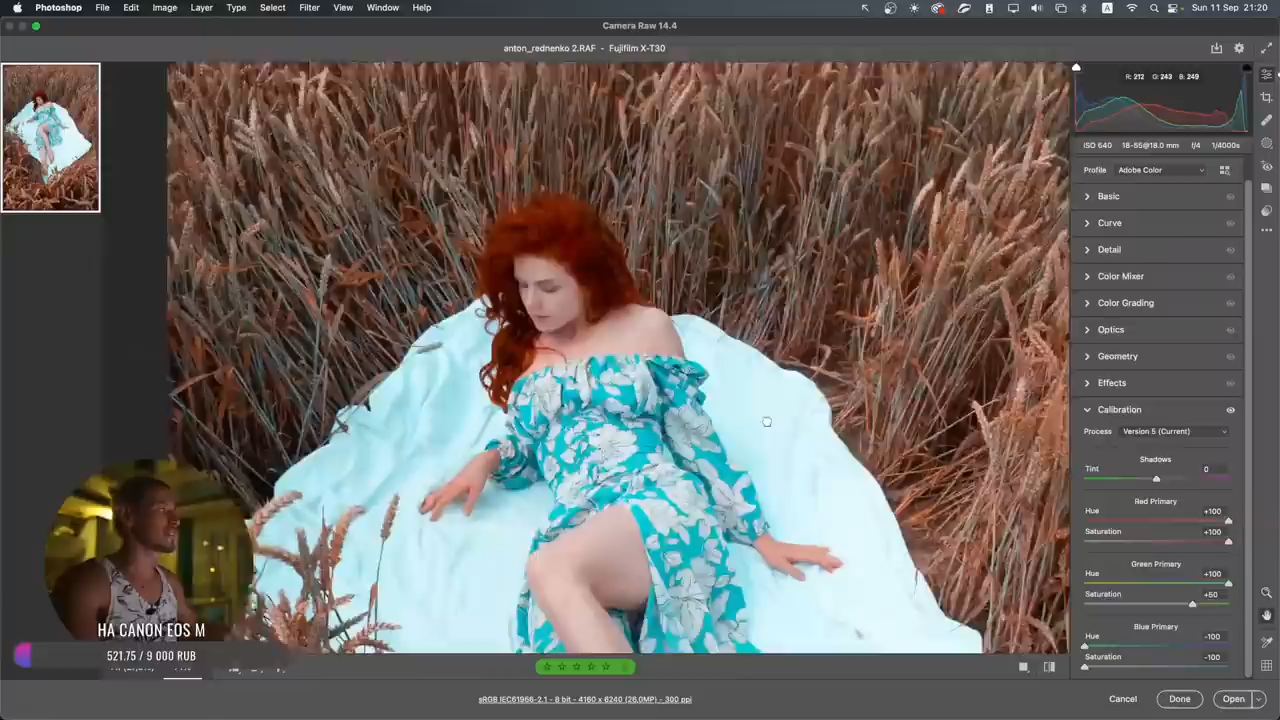 Photoshop File Edit Image Layer Type Select Filter View Window Help A Sun 11 Sep 21:20
Camera Raw 14.4
anton_rednenko 2.RAF - Fujifilm X-T30
R: 212 G: 243 B: 249
ISO 640 18-55@18.0 mm f/4 1/4000s
Profile Adobe Color
Basic
Curve
Detail
Color Mixer
Color Grading
Optics
Geometry
Effects
Calibration
Process Version 5 (Current)
Shadows
Tint 0
Red Primary
Hue +100
Saturation +100
Green Primary
Hue +100
Saturation +50
Blue Primary
Hue -100
Saturation -100
НА CANON EOS M
521,75 / 9 000 RUB
sRGB IEC61966-2.1 - 8 bit - 4160 x 6240 (26.0MP) - 300 ppi
Cancel Done Open